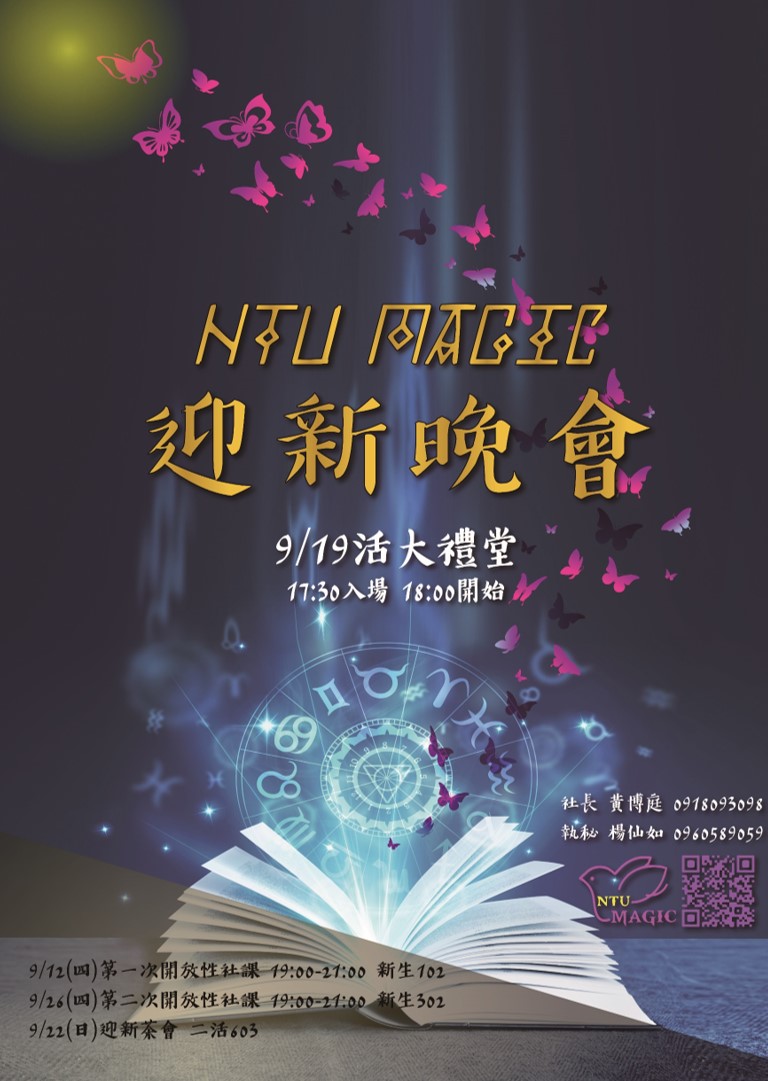 NTU MAGIC
迎新晚會
9/19活大禮堂
17:30入場 18:00開始
社長 黃博庭 0918093098
執秘 楊仙如 0960589059
NTU
MAGIC
9/12(四)第一次開放性社課 19:00-21:00 新生102
9/26(四)第二次開放性社課 19:00-21:00 新生302
9/22(日)迎新茶會 二活603